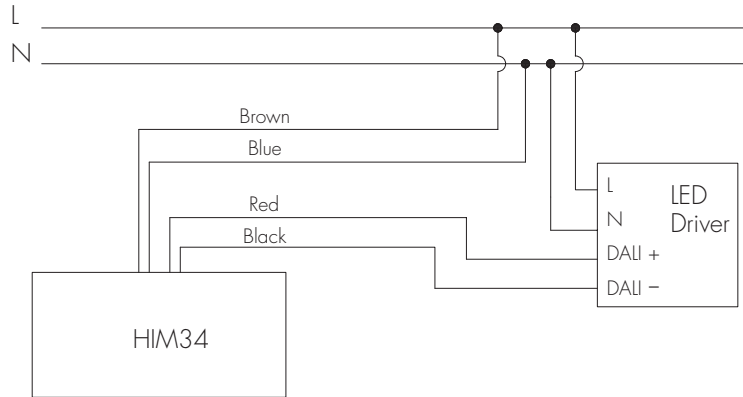 L
N
Brown
Blue
Red
Black
L
N
DALI +
DALI −
LED
Driver
HIM34